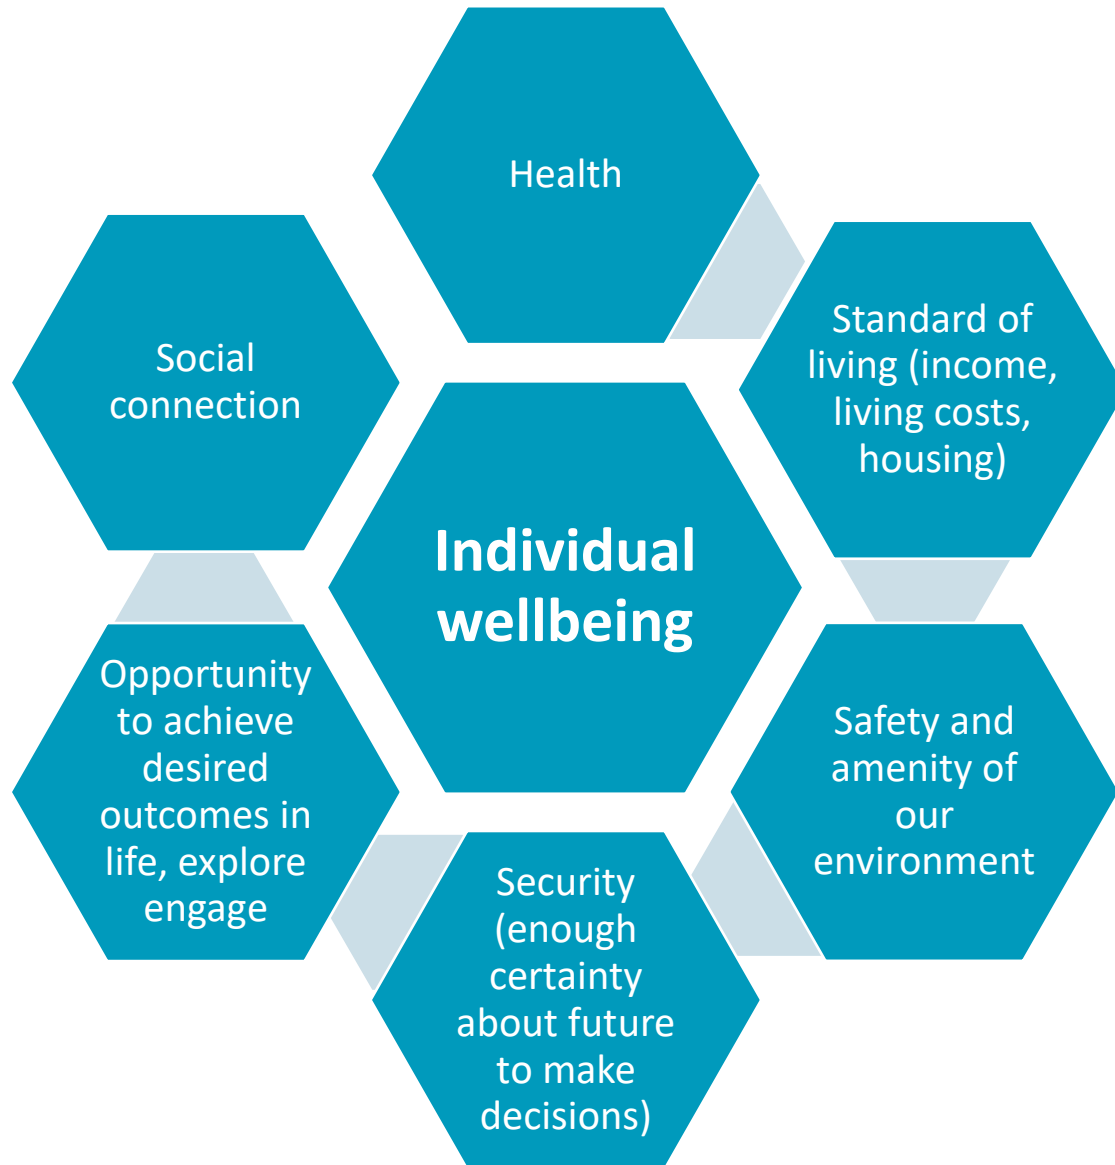 Health
Standard of
living (income,
living costs,
housing)
Safety and
amenity of
our
environment
Security
(enough
certainty
about future
to make
decisions)
Opportunity
to achieve
desired
outcomes in
life, explore
engage
Social
connection
Individual
wellbeing